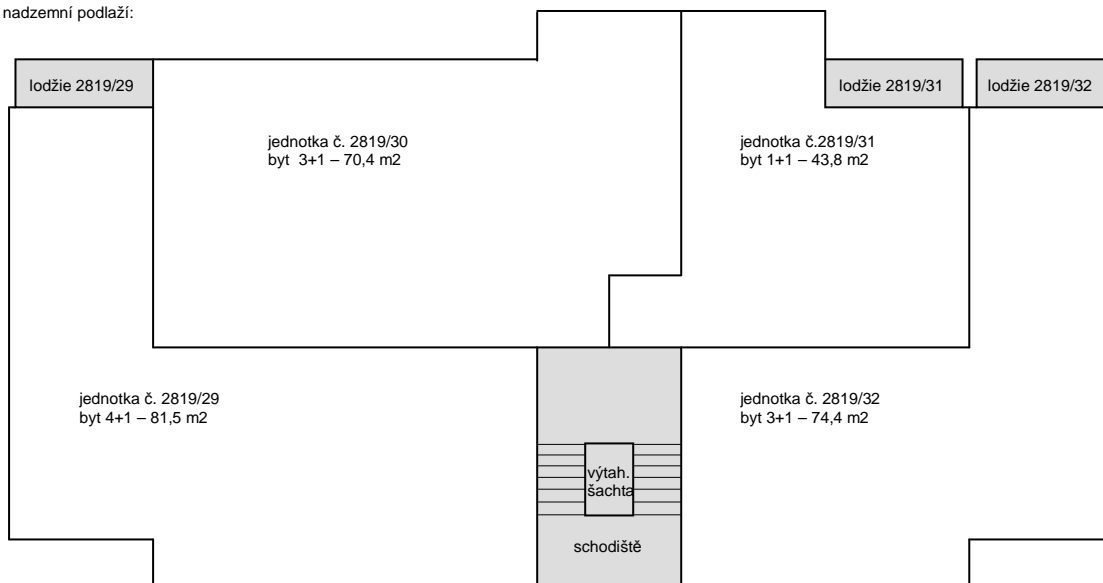 nadzemní podlaží:
lodžie 2819/29
lodžie 2819/31
lodžie 2819/32
jednotka č. 2819/30
byt  3+1 – 70,4 m2
jednotka č.2819/31
byt 1+1 – 43,8 m2
jednotka č. 2819/29
byt 4+1 – 81,5 m2
jednotka č. 2819/32
byt 3+1 – 74,4 m2
výtah.
šachta
schodiště